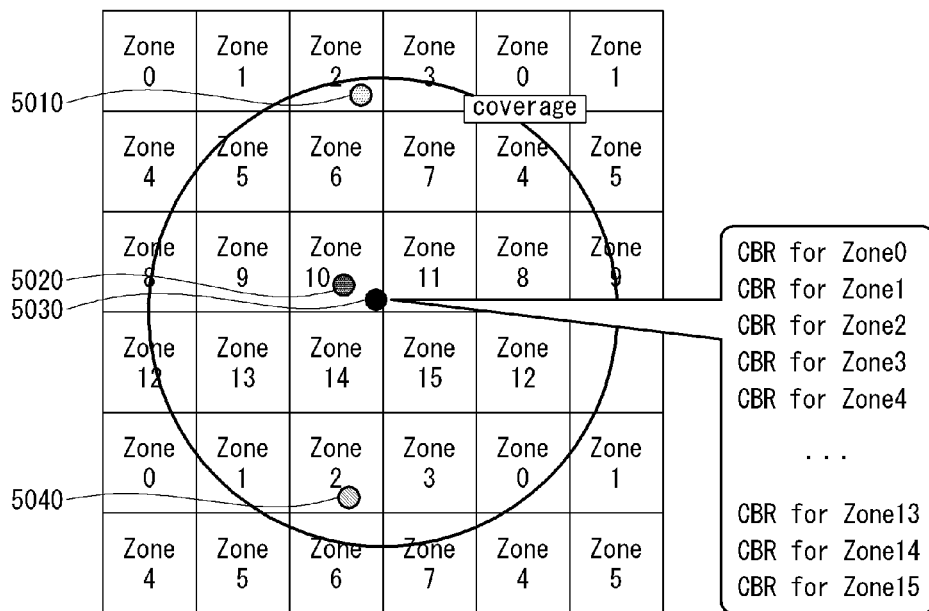 Zone Zone Zone Zone Zone Zone
0 1 2 3 0 1
5010
coverage
Zone Zone Zone Zone Zone Zone
4 5 6 7 4 5
Zone Zone Zone Zone Zone Zone
8 9 10 11 8 9
5020
5030
Zone Zone Zone Zone Zone
12 13 14 15 12
Zone Zone Zone Zone Zone Zone
0 1 2 3 0 1
5040
Zone Zone Zone Zone Zone Zone
4 5 6 7 4 5
CBR for Zone0
CBR for Zone1
CBR for Zone2
CBR for Zone3
CBR for Zone4
...
CBR for Zone13
CBR for Zone14
CBR for Zone15